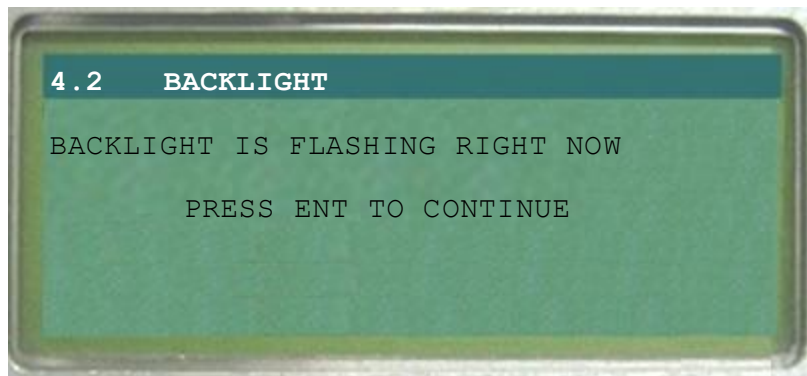 4.2 BACKLIGHT
BACKLIGHT IS FLASHING RIGHT NOW
PRESS ENT TO CONTINUE